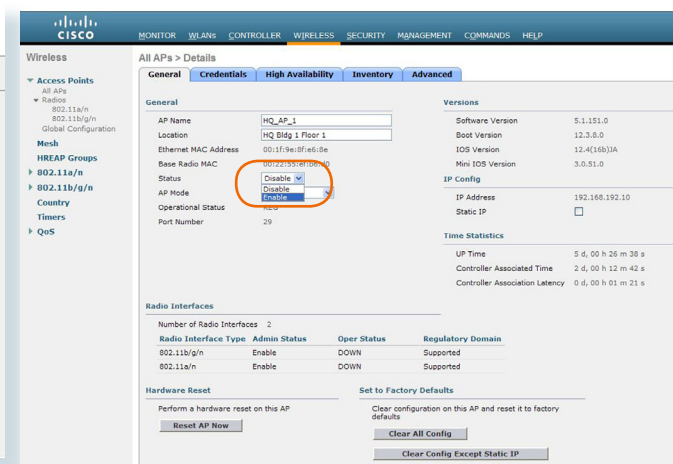 CISCO
MONITOR WLANs CONTROLLER WIRELESS SECURITY MANAGEMENT COMMANDS HELP
Wireless
Access Points
All APs
Radios
802.11a/n
802.11b/g/n
Global Configuration
Mesh
HREAP Groups
802.11a/n
802.11b/g/n
Country
Timers
QoS
All APs > Details
General Credentials High Availability Inventory Advanced
General
AP Name HQ_AP_1
Location HQ Bldg 1 Floor 1
Ethernet MAC Address 00:1f:9e:8f:e6:8e
Base Radio MAC 00:22:55:ef:b6:d0
Status Disable
Disable
Enable
AP Mode
Operational Status REG
Port Number 29
Versions
Software Version 5.1.151.0
Boot Version 12.3.8.0
IOS Version 12.4(16b)JA
Mini IOS Version 3.0.51.0
IP Config
IP Address 192.168.192.10
Static IP
Time Statistics
UP Time 5 d, 00 h 26 m 38 s
Controller Associated Time 2 d, 00 h 12 m 42 s
Controller Association Latency 0 d, 00 h 01 m 21 s
Radio Interfaces
Number of Radio Interfaces 2
Radio Interface Type Admin Status Oper Status Regulatory Domain
802.11b/g/n Enable DOWN Supported
802.11a/n Enable DOWN Supported
Hardware Reset
Perform a hardware reset on this AP
Reset AP Now
Set to Factory Defaults
Clear configuration on this AP and reset it to factory
defaults
Clear All Config
Clear Config Except Static IP